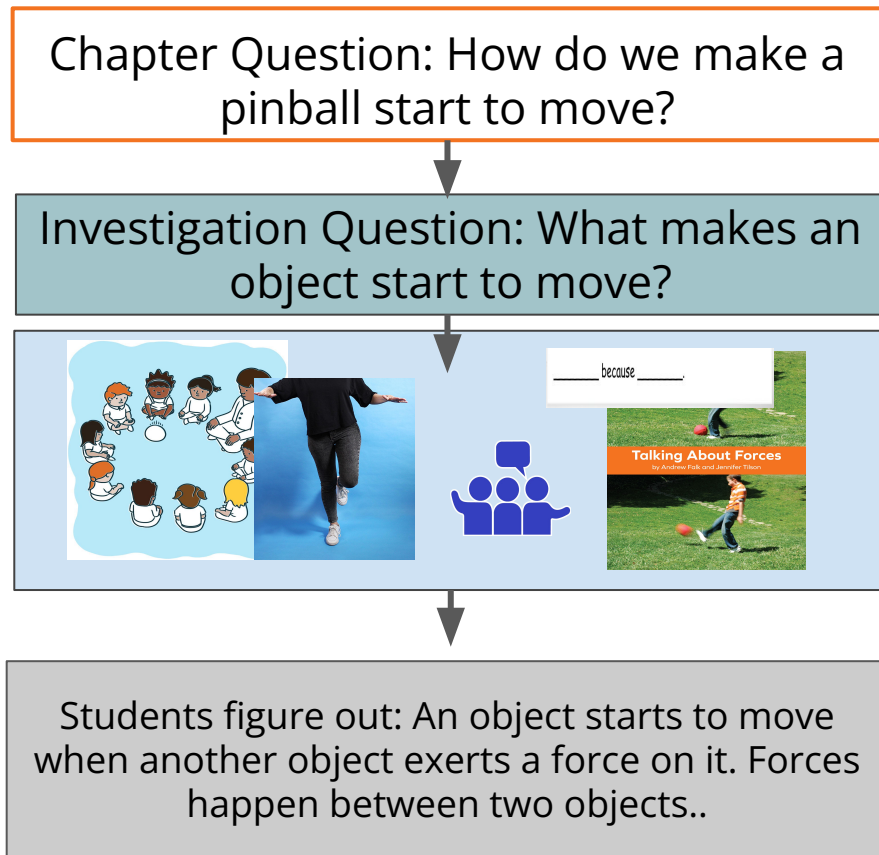 Chapter Question: How do we make a
pinball start to move?
Investigation Question: What makes an
object start to move?
________ because ________.
Talking About Forces
by Andrew Falk and Jennifer Tilson
Students figure out: An object starts to move
when another object exerts a force on it. Forces
happen between two objects..